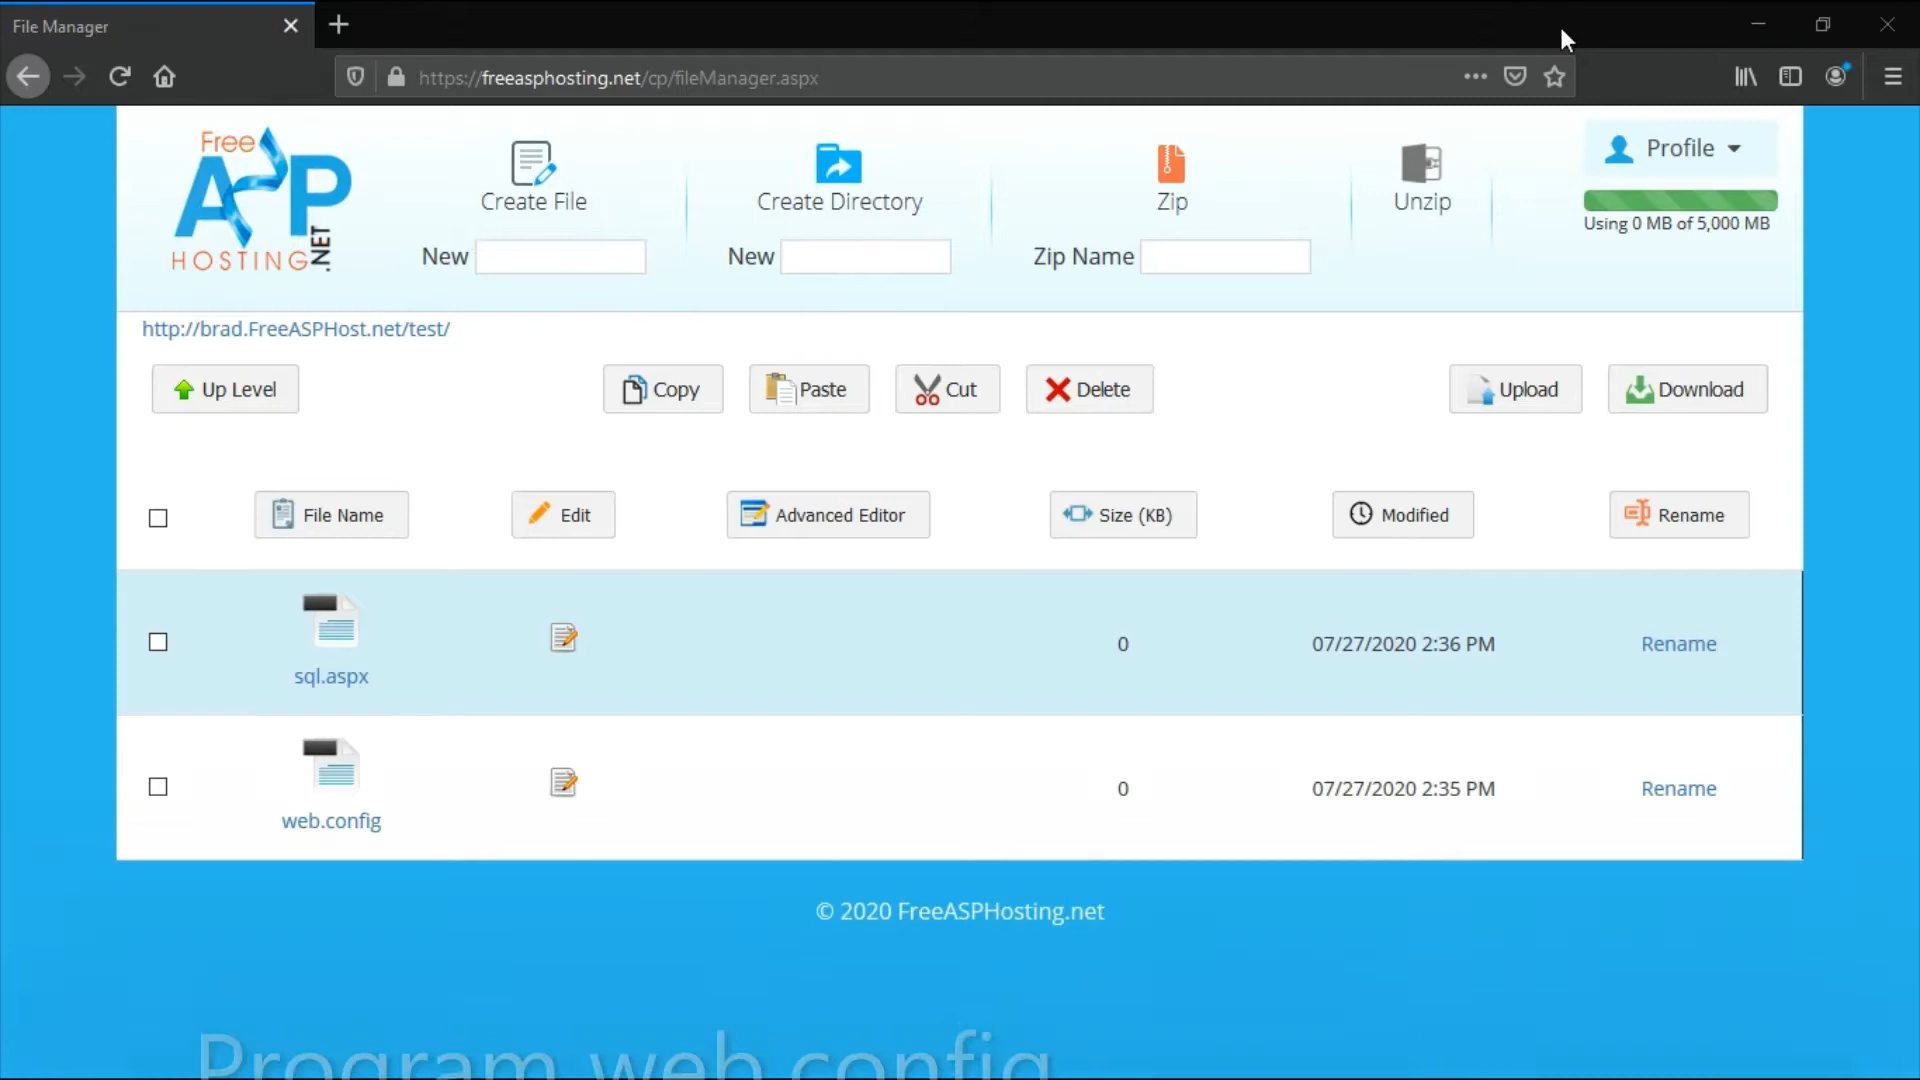 File Manager
https://freeasphosting.net/cp/fileManager.aspx
Free
ASP
HOSTING .NET
Create File
Create Directory
Zip
Unzip
Profile
Using 0 MB of 5,000 MB
New
New
Zip Name
http://brad.FreeASPHost.net/test/
Up Level
Copy
Paste
Cut
Delete
Upload
Download
File Name
Edit
Advanced Editor
Size (KB)
Modified
Rename
sql.aspx
0
07/27/2020 2:36 PM
Rename
web.config
0
07/27/2020 2:35 PM
Rename
© 2020 FreeASPHosting.net
Program web.config